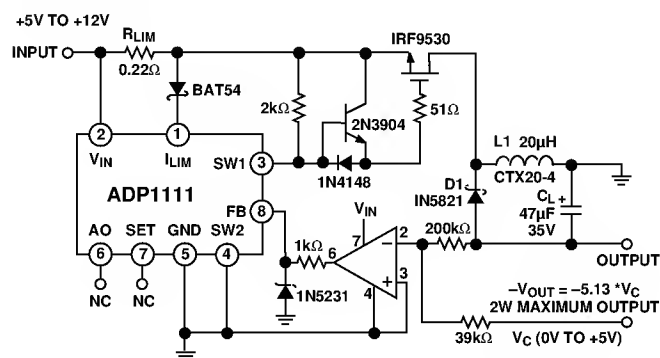 +5V TO +12V
INPUT
RLIM
0.22Ω
BAT54
IRF9530
2kΩ
2N3904
51Ω
1N4148
2
VIN
1
ILIM
SW1
3
ADP1111
FB
8
AO
6
SET
7
GND
5
SW2
4
NC
NC
L1 20µH
CTX20-4
D1
IN5821
CL +
47µF
35V
VIN
7
1kΩ
6
2
–
+
3
4
1N5231
200kΩ
OUTPUT
–VOUT = –5.13 *VC
2W MAXIMUM OUTPUT
39kΩ
VC (0V TO +5V)